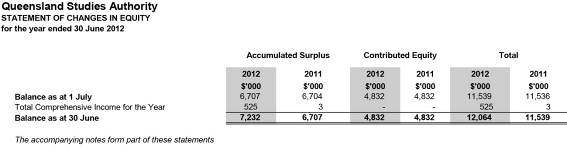 Queensland Studies Authority
STATEMENT OF CHANGES IN EQUITY
for the year ended 30 June 2012
Accumulated Surplus Contributed Equity Total
2012 2011 2012 2011 2012 2011
$'000 $'000 $'000 $'000 $'000 $'000
Balance as at 1 July 6,707 6,704 4,832 4,832 11,539 11,536
Total Comprehensive Income for the Year 525 3 - - 525 3
Balance as at 30 June 7,232 6,707 4,832 4,832 12,064 11,539
The accompanying notes form part of these statements